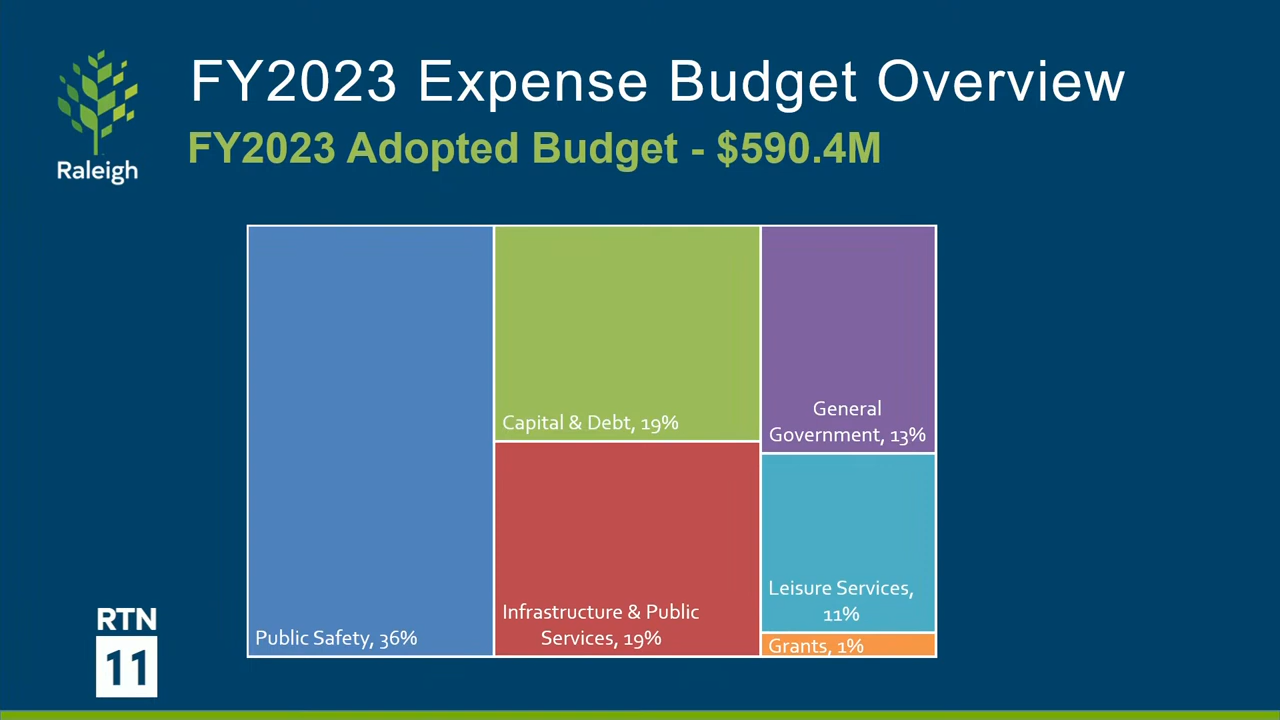 FY2023 Expense Budget Overview
FY2023 Adopted Budget - $590.4M
Raleigh
Public Safety, 36%
Capital & Debt, 19%
Infrastructure & Public
Services, 19%
General
Government, 13%
Leisure Services,
11%
Grants, 1%
RTN
11